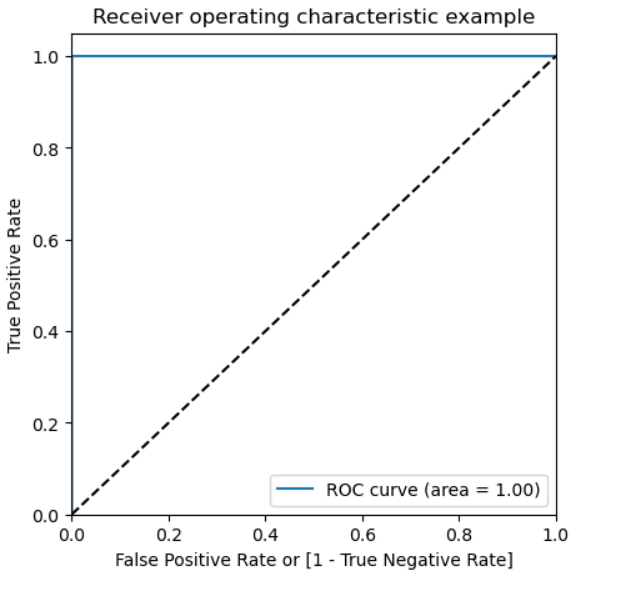 Receiver operating characteristic example
1.0
0.8
0.6
0.4
0.2
0.0
True Positive Rate
ROC curve (area = 1.00)
0.0 0.2 0.4 0.6 0.8 1.0
False Positive Rate or [1 - True Negative Rate]